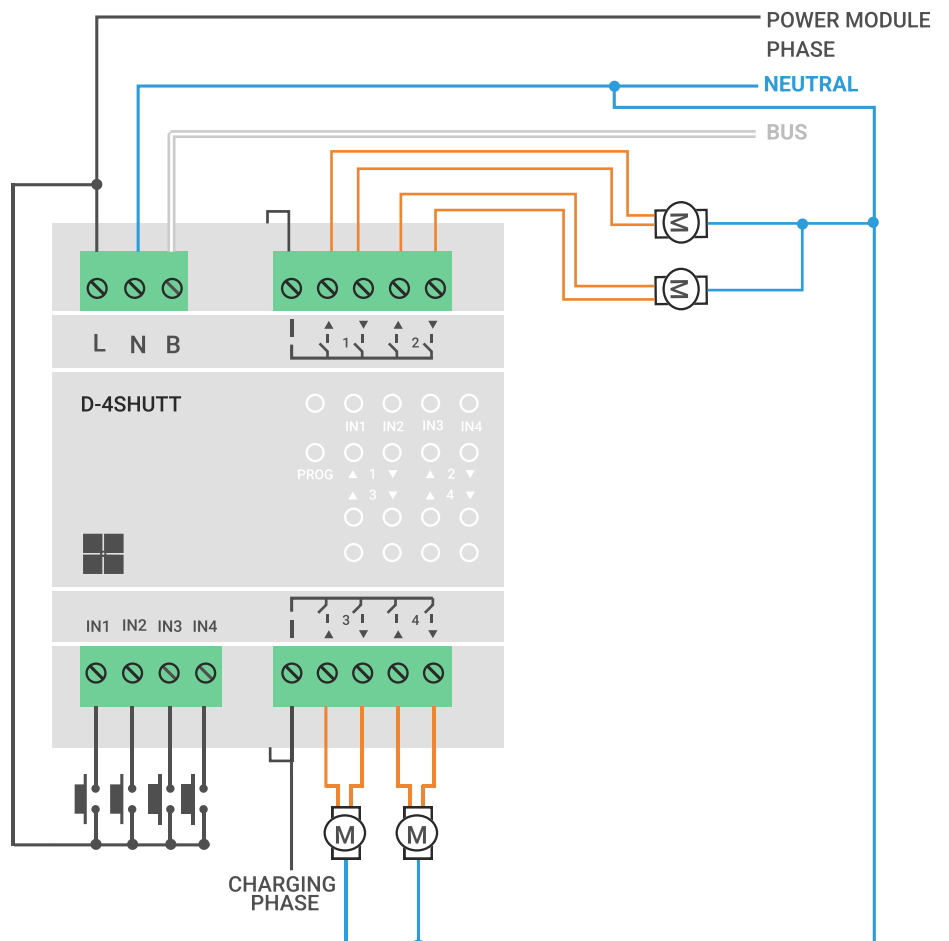 POWER MODULE
PHASE
NEUTRAL
BUS
M
M
L N B
1 2
D-4SHUTT
IN1 IN2 IN3 IN4
PROG 1 2
3 4
IN1 IN2 IN3 IN4
3 4
M M
CHARGING
PHASE